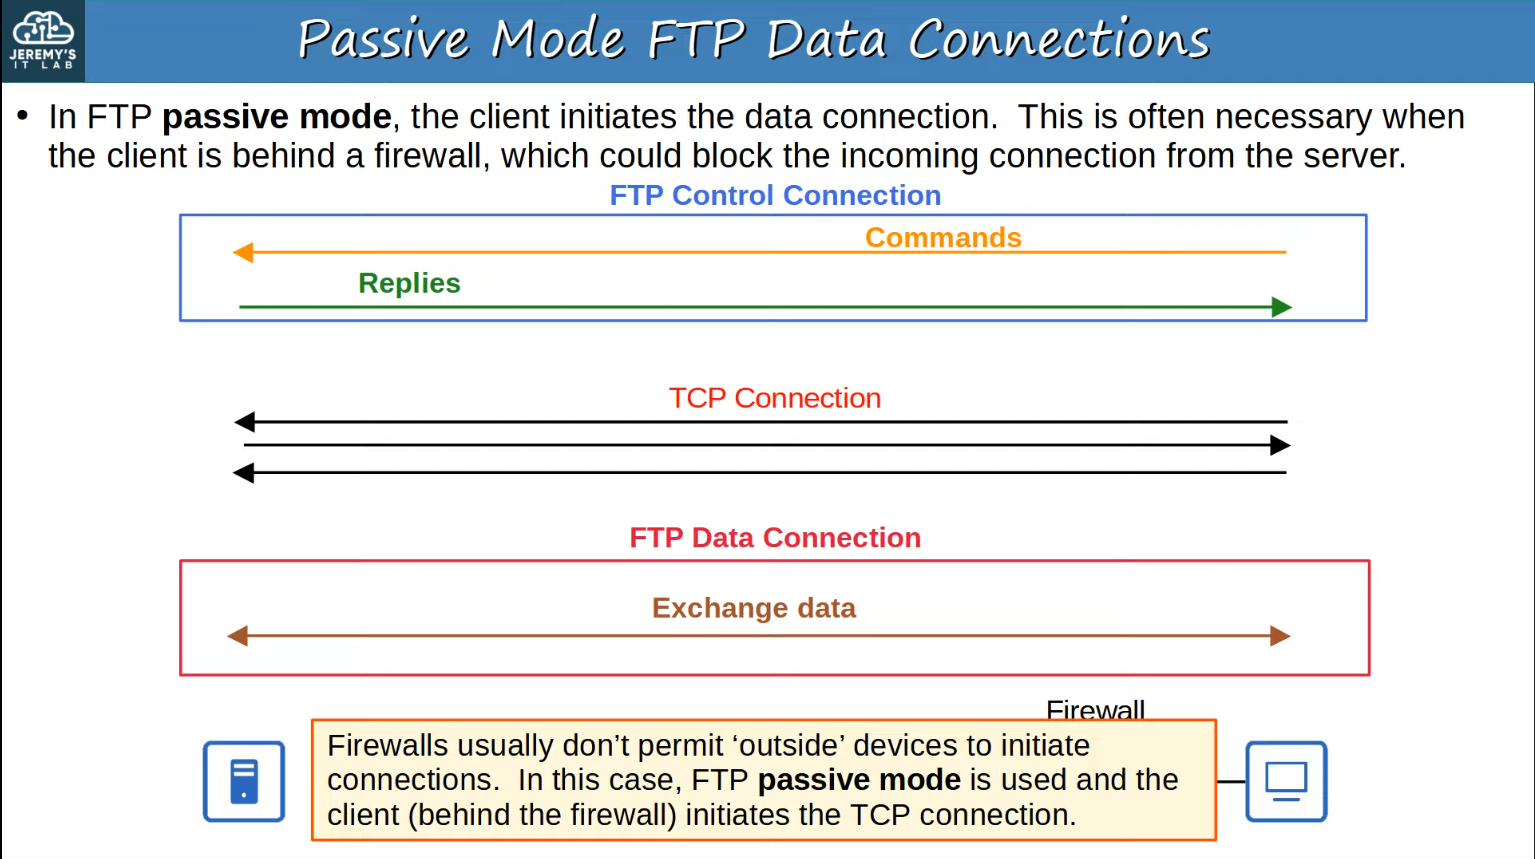 JEREMY'S
IT LAB
Passive Mode FTP Data Connections
• In FTP passive mode, the client initiates the data connection.  This is often necessary when
the client is behind a firewall, which could block the incoming connection from the server.
FTP Control Connection
Commands
Replies
TCP Connection
FTP Data Connection
Exchange data
Firewall
Firewalls usually don’t permit ‘outside’ devices to initiate
connections.  In this case, FTP passive mode is used and the
client (behind the firewall) initiates the TCP connection.